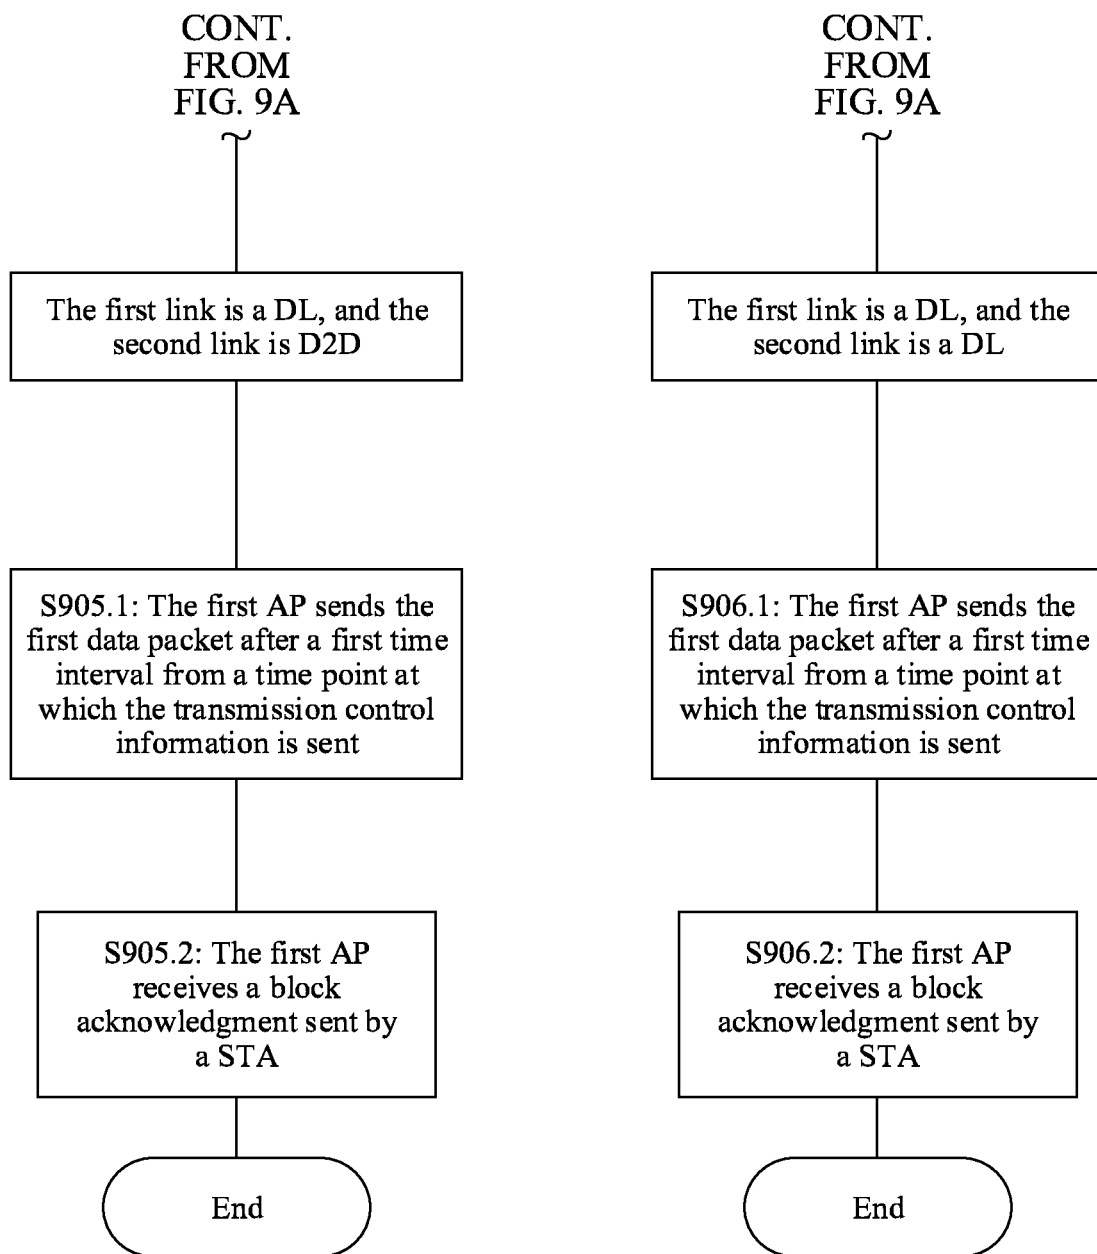 CONT.
FROM
FIG. 9A
The first link is a DL, and the
second link is D2D
S905.1: The first AP sends the
first data packet after a first time
interval from a time point at
which the transmission control
information is sent
S905.2: The first AP
receives a block
acknowledgment sent by
a STA
End
CONT.
FROM
FIG. 9A
The first link is a DL, and the
second link is a DL
S906.1: The first AP sends the
first data packet after a first time
interval from a time point at
which the transmission control
information is sent
S906.2: The first AP
receives a block
acknowledgment sent by
a STA
End